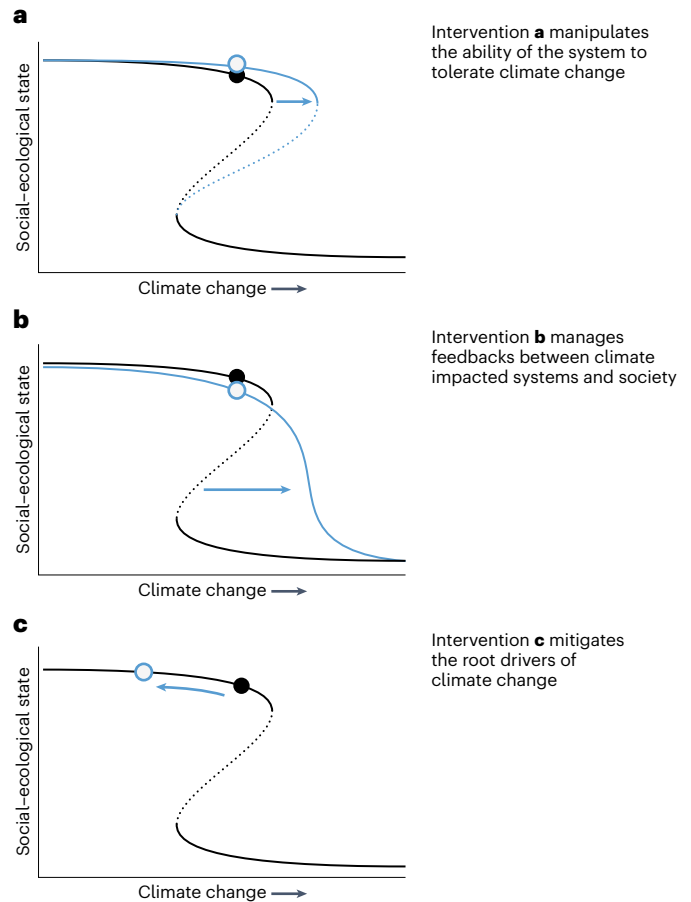 a
Intervention a manipulates
the ability of the system to
tolerate climate change
Social–ecological state
Climate change
b
Intervention b manages
feedbacks between climate
impacted systems and society
Social–ecological state
Climate change
c
Intervention c mitigates
the root drivers of
climate change
Social–ecological state
Climate change